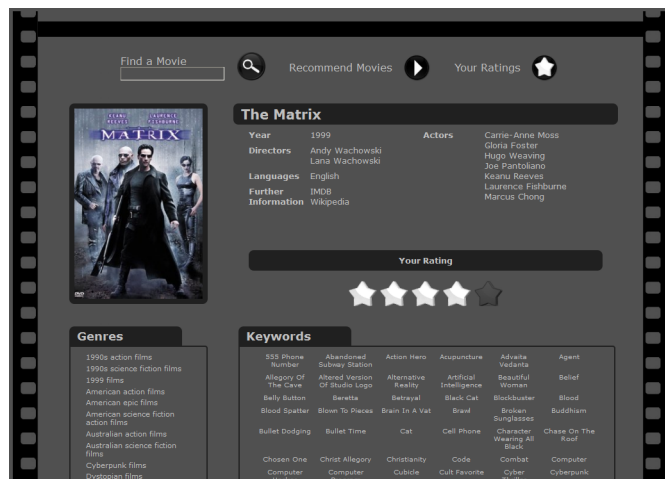 Find a Movie
Recommend Movies
Your Ratings
KEANU REEVES
LAURENCE FISHBURNE
MATRIX
DVD
The Matrix
Year 1999
Directors Andy Wachowski
Lana Wachowski
Languages English
Further Information
IMDB
Wikipedia
Actors Carrie-Anne Moss
Gloria Foster
Hugo Weaving
Joe Pantoliano
Keanu Reeves
Laurence Fishburne
Marcus Chong
Your Rating
Genres
1990s action films
1990s science fiction films
1999 films
American action films
American epic films
American science fiction
action films
Australian action films
Australian science fiction
films
Cyberpunk films
Dystopian films
Keywords
555 Phone Number
Abandoned Subway Station
Action Hero
Acupuncture
Advaita Vedanta
Agent
Allegory Of The Cave
Altered Version Of Studio Logo
Alternative Reality
Artificial Intelligence
Beautiful Woman
Belief
Belly Button
Beretta
Betrayal
Black Cat
Blockbuster
Blood
Blood Spatter
Blown To Pieces
Brain In A Vat
Brawl
Broken Sunglasses
Buddhism
Bullet Dodging
Bullet Time
Cat
Cell Phone
Character Wearing All Black
Chase On The Roof
Chosen One
Christ Allegory
Christianity
Code
Combat
Computer
Computer
Computer
Cubicle
Cult Favorite
Cyber
Cyberpunk